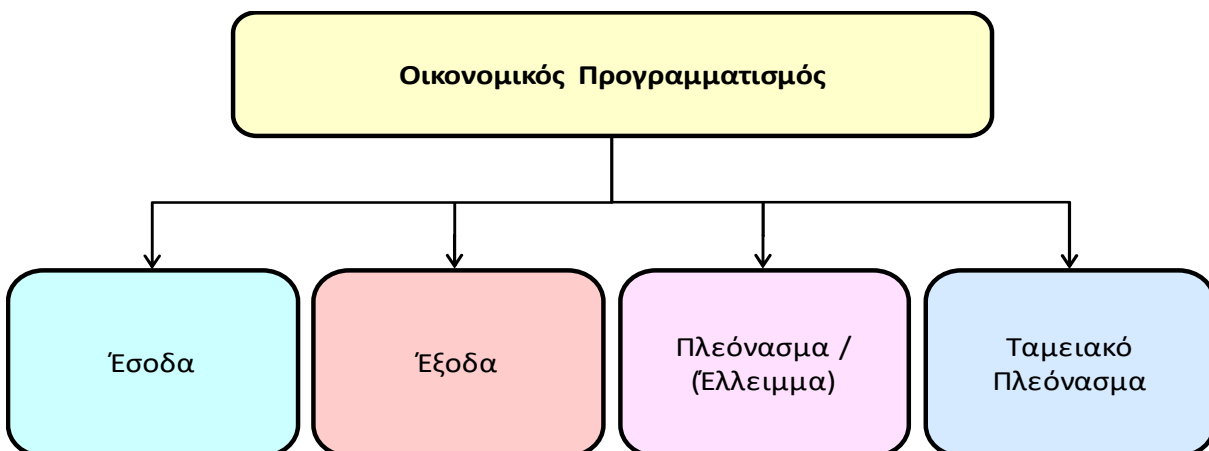 Οικονομικός Προγραμματισμός
Έσοδα
Έξοδα
Πλεόνασμα /
(Έλλειμμα)
Ταμειακό
Πλεόνασμα